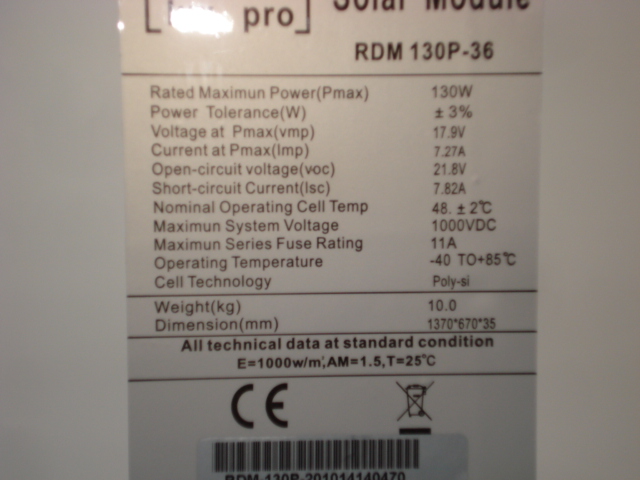 pro] Solar Module
RDM 130P-36
Rated Maximun Power(Pmax) 130W
Power Tolerance(W) ± 3%
Voltage at Pmax(vmp) 17.9V
Current at Pmax(Imp) 7.27A
Open-circuit voltage(voc) 21.8V
Short-circuit Current(Isc) 7.82A
Nominal Operating Cell Temp 48. ± 2℃
Maximun System Voltage 1000VDC
Maximun Series Fuse Rating 11A
Operating Temperature -40 TO+85℃
Cell Technology Poly-si
Weight(kg) 10.0
Dimension(mm) 1370*670*35
All technical data at standard condition
E=1000w/m²,AM=1.5,T=25℃
CE
RDM-130P-201014140470